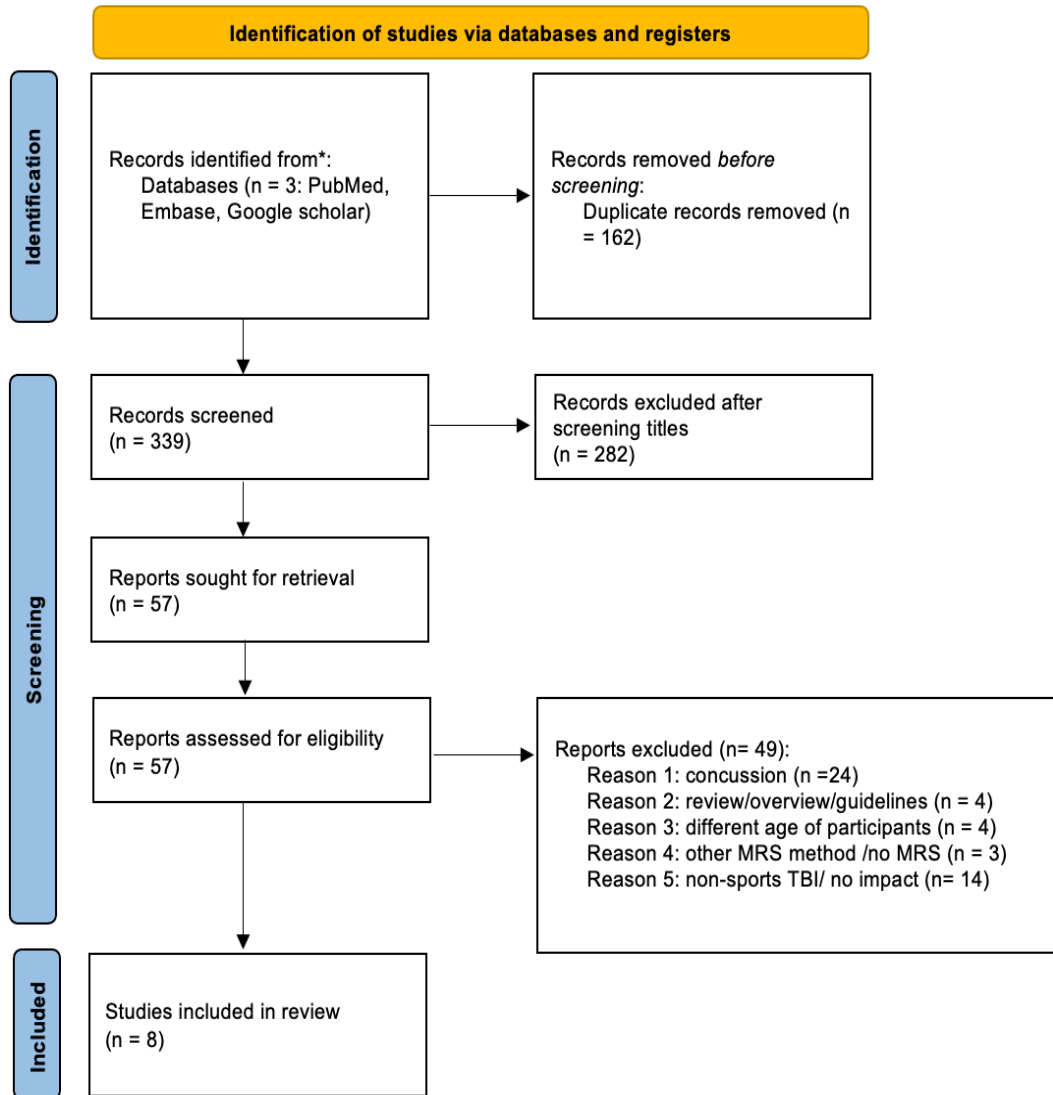 Identification of studies via databases and registers
Identification
Records identified from*:
Databases (n = 3: PubMed,
Embase, Google scholar)
Records removed before
screening:
Duplicate records removed (n
= 162)
Screening
Records screened
(n = 339)
Records excluded after
screening titles
(n = 282)
Reports sought for retrieval
(n = 57)
Reports assessed for eligibility
(n = 57)
Reports excluded (n= 49):
Reason 1: concussion (n =24)
Reason 2: review/overview/guidelines (n = 4)
Reason 3: different age of participants (n = 4)
Reason 4: other MRS method /no MRS (n = 3)
Reason 5: non-sports TBI/ no impact (n= 14)
Included
Studies included in review
(n = 8)